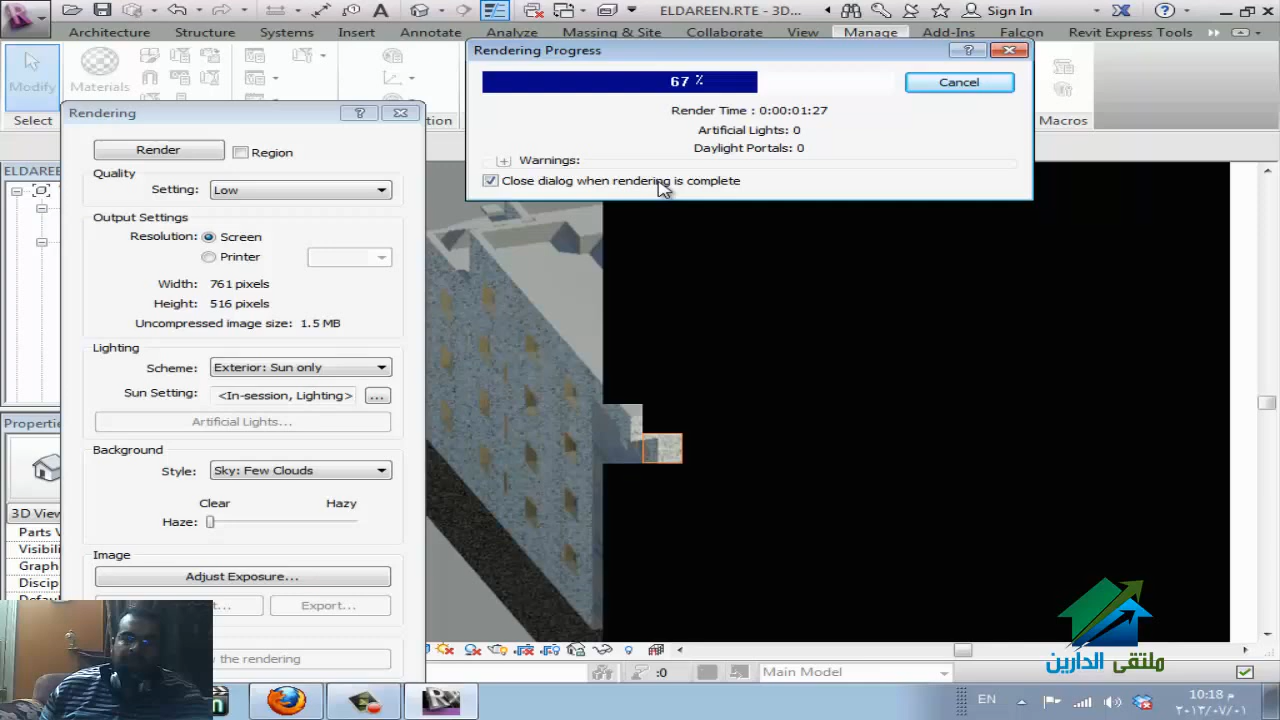 ELDAREEN.RTE - 3D...
Sign In
Architecture
Structure
Systems
Insert
Annotate
Analyze
Massing & Site
Collaborate
View
Manage
Add-Ins
Falcon
Revit Express Tools
Modify
Materials
Select
Macros
Rendering Progress
67 %
Cancel
Render Time : 0:00:01:27
Artificial Lights: 0
Daylight Portals: 0
Warnings:
Close dialog when rendering is complete
Rendering
Render
Region
Quality
Setting:
Low
Output Settings
Resolution:
Screen
Printer
Width: 761 pixels
Height: 516 pixels
Uncompressed image size: 1.5 MB
Lighting
Scheme:
Exterior: Sun only
Sun Setting:
<In-session, Lighting>
...
Artificial Lights...
Background
Style:
Sky: Few Clouds
Clear
Hazy
Haze:
Image
Adjust Exposure...
Export...
the rendering
3D View
Parts V
Visibili
Graph
Discip
:0
Main Model
ملتقى الدارين
EN
10:18 م
٢٠١٣/٠٧/٠١